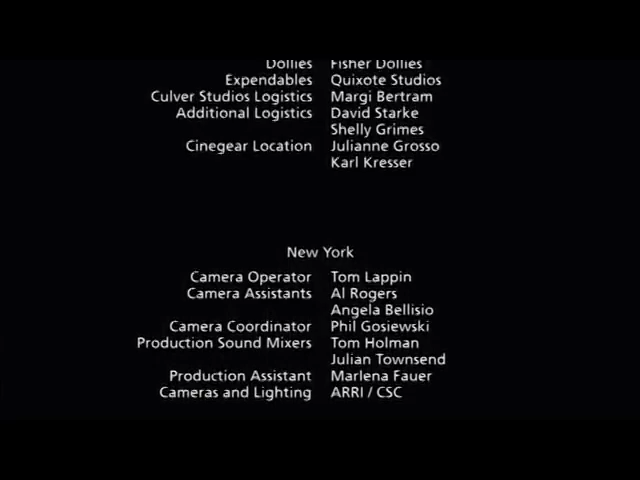 Dollies Fisher Dollies
Expendables Quixote Studios
Culver Studios Logistics Margi Bertram
Additional Logistics David Starke
Shelly Grimes
Cinegear Location Julianne Grosso
Karl Kresser
New York
Camera Operator Tom Lappin
Camera Assistants Al Rogers
Angela Bellisio
Camera Coordinator Phil Gosiewski
Production Sound Mixers Tom Holman
Julian Townsend
Production Assistant Marlena Fauer
Cameras and Lighting ARRI / CSC